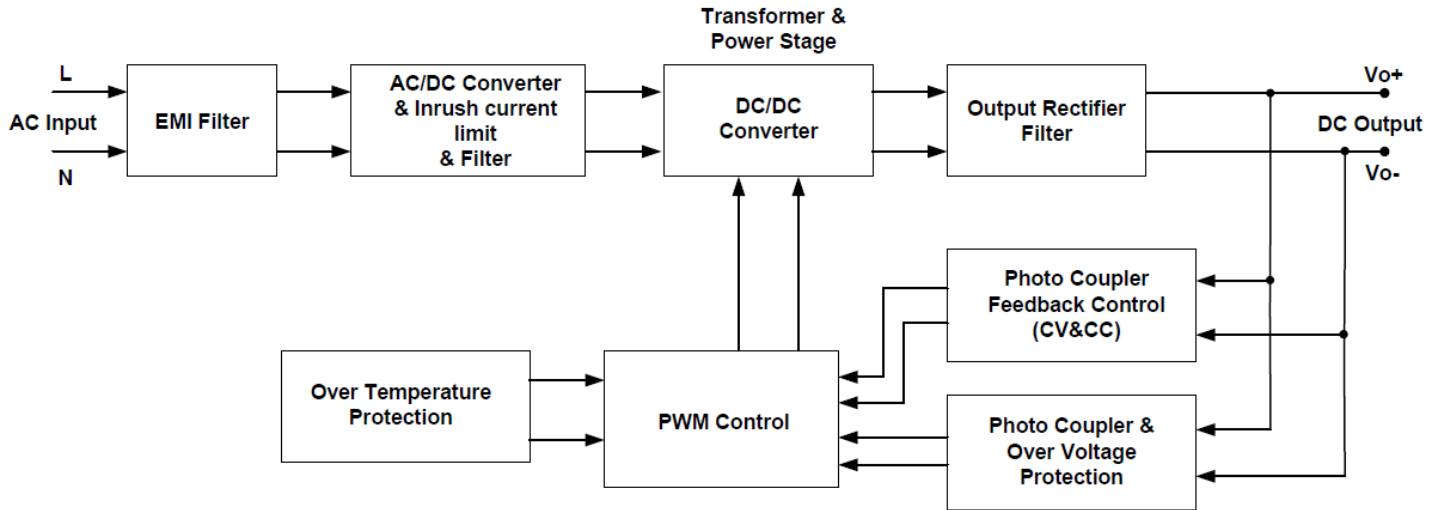 Transformer &
Power Stage
L
AC Input
N
EMI Filter
AC/DC Converter
& Inrush current
limit
& Filter
DC/DC
Converter
Output Rectifier
Filter
Vo+
DC Output
Vo-
Photo Coupler
Feedback Control
(CV&CC)
Over Temperature
Protection
PWM Control
Photo Coupler &
Over Voltage
Protection